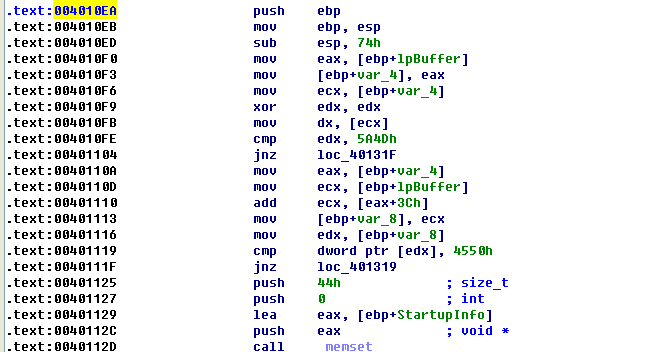 .text:004010EA push ebp
.text:004010EB mov ebp, esp
.text:004010ED sub esp, 74h
.text:004010F0 mov eax, [ebp+lpBuffer]
.text:004010F3 mov [ebp+var_4], eax
.text:004010F6 mov ecx, [ebp+var_4]
.text:004010F9 xor edx, edx
.text:004010FB mov dx, [ecx]
.text:004010FE cmp edx, 5A4Dh
.text:00401104 jnz loc_40131F
.text:0040110A mov eax, [ebp+var_4]
.text:0040110D mov ecx, [ebp+lpBuffer]
.text:00401110 add ecx, [eax+3Ch]
.text:00401113 mov [ebp+var_8], ecx
.text:00401116 mov edx, [ebp+var_8]
.text:00401119 cmp dword ptr [edx], 4550h
.text:0040111F jnz loc_401319
.text:00401125 push 44h ; size_t
.text:00401127 push 0 ; int
.text:00401129 lea eax, [ebp+StartupInfo]
.text:0040112C push eax ; void *
.text:0040112D call _memset